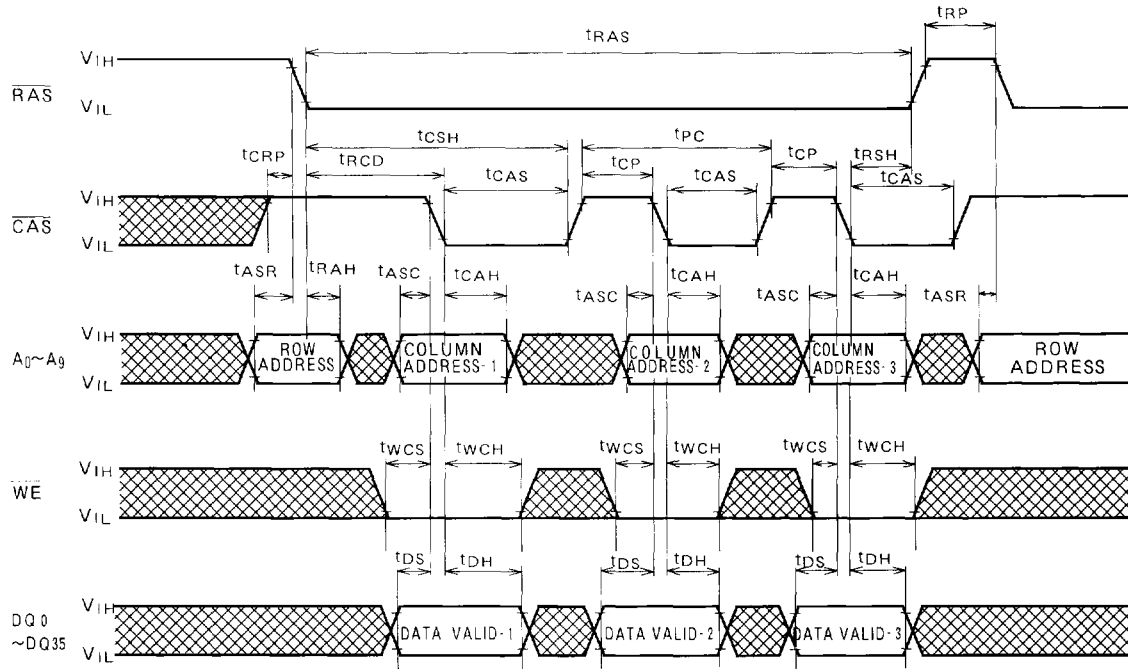 tRP
tRAS
VIH
RAS
VIL
tCSH
tPC
tCRP
tRCD
tCP
tCP
tRSH
tCAS
tCAS
tCAS
VIH
CAS
VIL
tASR
tRAH
tASC
tCAH
tASC
tCAH
tASC
tCAH
tASR
VIH
A0~A9
VIL
ROW ADDRESS
COLUMN ADDRESS-1
COLUMN ADDRESS-2
COLUMN ADDRESS-3
ROW ADDRESS
tWCS
tWCH
tWCS
tWCH
tWCS
tWCH
VIH
WE
VIL
tDS
tDH
tDS
tDH
tDS
tDH
VIH
DQ0
~DQ35
VIL
DATA VALID-1
DATA VALID-2
DATA VALID-3